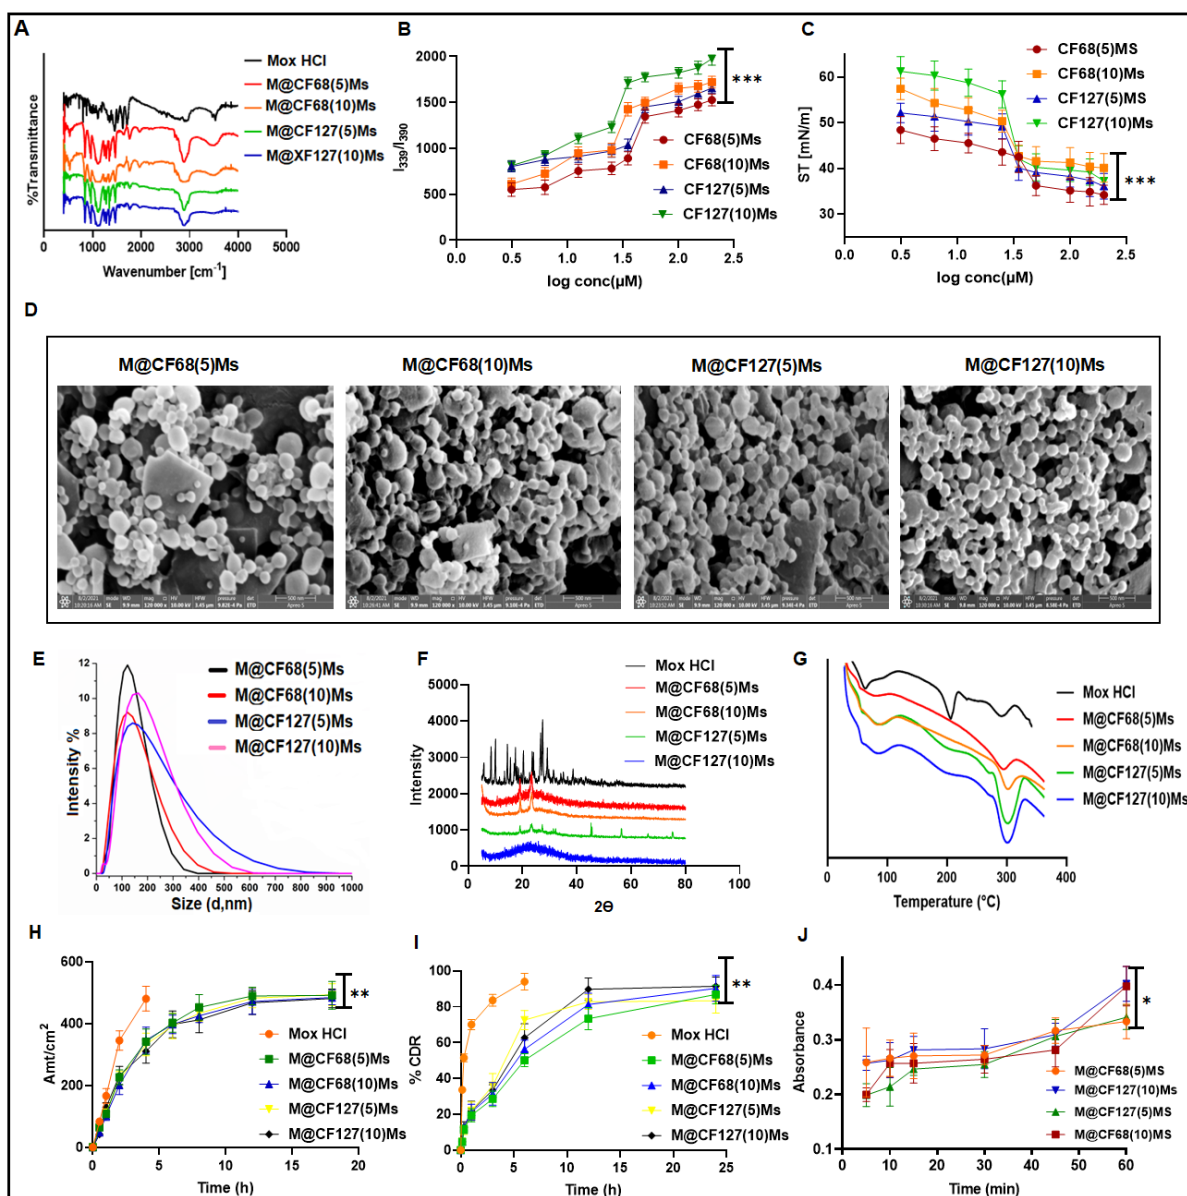 A
Mox HCl
M@CF68(5)Ms
M@CF68(10)Ms
M@CF127(5)Ms
M@XF127(10)Ms
%Transmittance
0 1000 2000 3000 4000 5000
Wavenumber [cm-1]
B
2000
1500
1000
500
0
I339/I390
***
CF68(5)Ms
CF68(10)Ms
CF127(5)Ms
CF127(10)Ms
0.0 0.5 1.0 1.5 2.0 2.5
log conc(µM)
C
60
50
40
30
ST [mN/m]
CF68(5)MS
CF68(10)Ms
CF127(5)MS
CF127(10)Ms
***
0.0 0.5 1.0 1.5 2.0 2.5
log conc(µM)
D
M@CF68(5)Ms
M@CF68(10)Ms
M@CF127(5)Ms
M@CF127(10)Ms
E
12
10
8
6
4
2
0
Intensity %
M@CF68(5)Ms
M@CF68(10)Ms
M@CF127(5)Ms
M@CF127(10)Ms
0 100 200 300 400 500 600 700 800 900 1000
Size (d,nm)
F
5000
4000
3000
2000
1000
0
Intensity
Mox HCl
M@CF68(5)Ms
M@CF68(10)Ms
M@CF127(5)Ms
M@CF127(10)Ms
0 20 40 60 80 100
2Θ
G
Mox HCl
M@CF68(5)Ms
M@CF68(10)Ms
M@CF127(5)Ms
M@CF127(10)Ms
0 100 200 300 400
Temperature (°C)
H
600
400
200
0
Amt/cm2
**
Mox HCl
M@CF68(5)Ms
M@CF68(10)Ms
M@CF127(5)Ms
M@CF127(10)Ms
0 5 10 15 20
Time (h)
I
100
80
60
40
20
0
% CDR
**
Mox HCl
M@CF68(5)Ms
M@CF68(10)Ms
M@CF127(5)Ms
M@CF127(10)Ms
0 5 10 15 20 25
Time (h)
J
0.4
0.3
0.2
0.1
Absorbance
*
M@CF68(5)MS
M@CF127(10)Ms
M@CF127(5)MS
M@CF68(10)MS
0 10 20 30 40 50 60
Time (min)